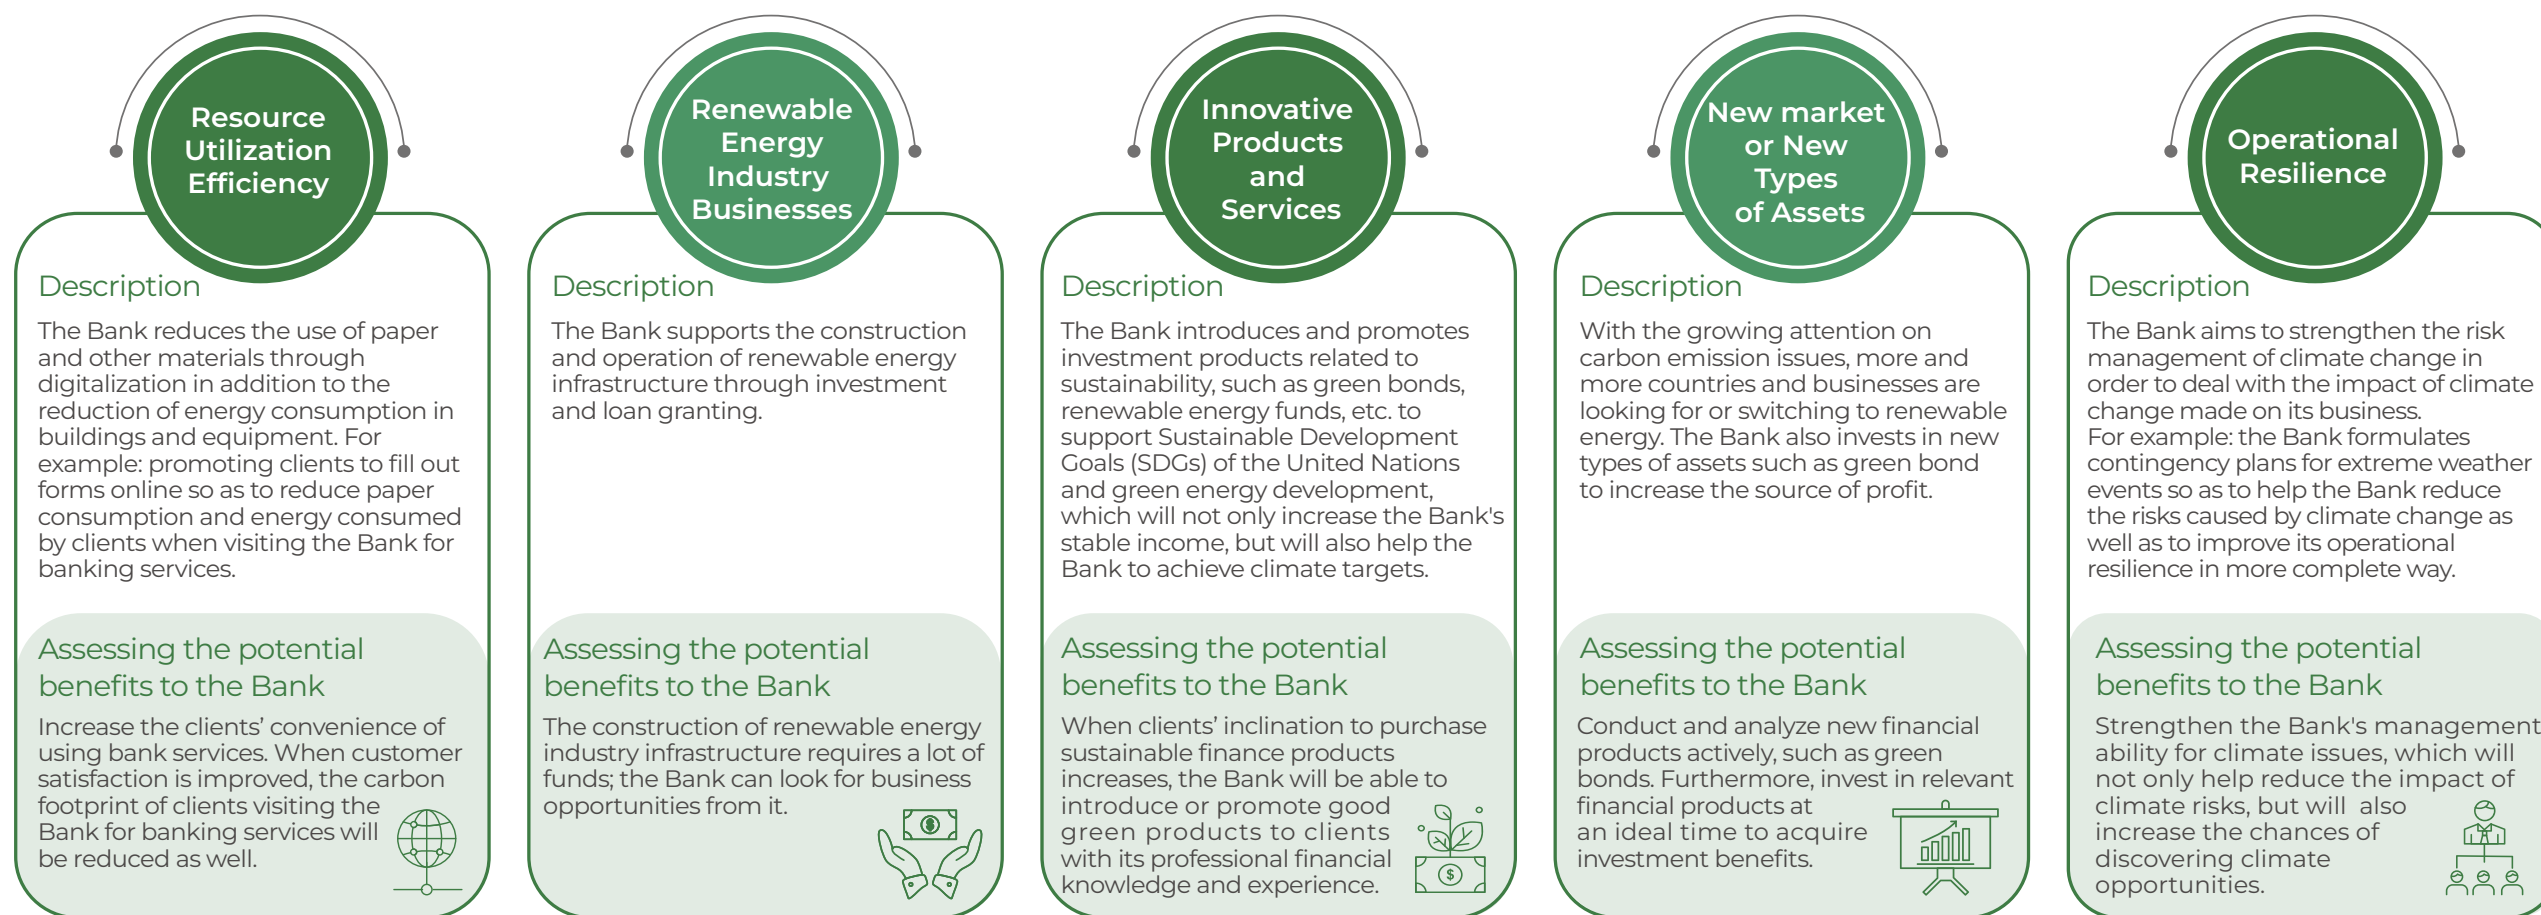 Resource
Utilization
Efficiency
Description
The Bank reduces the use of paper
and other materials through
digitalization in addition to the
reduction of energy consumption in
buildings and equipment. For
example: promoting clients to fill out
forms online so as to reduce paper
consumption and energy consumed
by clients when visiting the Bank for
banking services.
Assessing the potential
benefits to the Bank
Increase the clients’ convenience of
using bank services. When customer
satisfaction is improved, the carbon
footprint of clients visiting the
Bank for banking services will
be reduced as well.
Renewable
Energy
Industry
Businesses
Description
The Bank supports the construction
and operation of renewable energy
infrastructure through investment
and loan granting.
Assessing the potential
benefits to the Bank
The construction of renewable energy
industry infrastructure requires a lot of
funds; the Bank can look for business
opportunities from it.
$
Innovative
Products
and
Services
Description
The Bank introduces and promotes
investment products related to
sustainability, such as green bonds,
renewable energy funds, etc. to
support Sustainable Development
Goals (SDGs) of the United Nations
and green energy development,
which will not only increase the Bank's
stable income, but will also help the
Bank to achieve climate targets.
Assessing the potential
benefits to the Bank
When clients’ inclination to purchase
sustainable finance products
increases, the Bank will be able to
introduce or promote good
green products to clients
with its professional financial
knowledge and experience.
$
New market
or New
Types
of Assets
Description
With the growing attention on
carbon emission issues, more and
more countries and businesses are
looking for or switching to renewable
energy. The Bank also invests in new
types of assets such as green bond
to increase the source of profit.
Assessing the potential
benefits to the Bank
Conduct and analyze new financial
products actively, such as green
bonds. Furthermore, invest in relevant
financial products at
an ideal time to acquire
investment benefits.
Operational
Resilience
Description
The Bank aims to strengthen the risk
management of climate change in
order to deal with the impact of climate
change made on its business.
For example: the Bank formulates
contingency plans for extreme weather
events so as to help the Bank reduce
the risks caused by climate change as
well as to improve its operational
resilience in more complete way.
Assessing the potential
benefits to the Bank
Strengthen the Bank's management
ability for climate issues, which will
not only help reduce the impact of
climate risks, but will also
increase the chances of
discovering climate
opportunities.